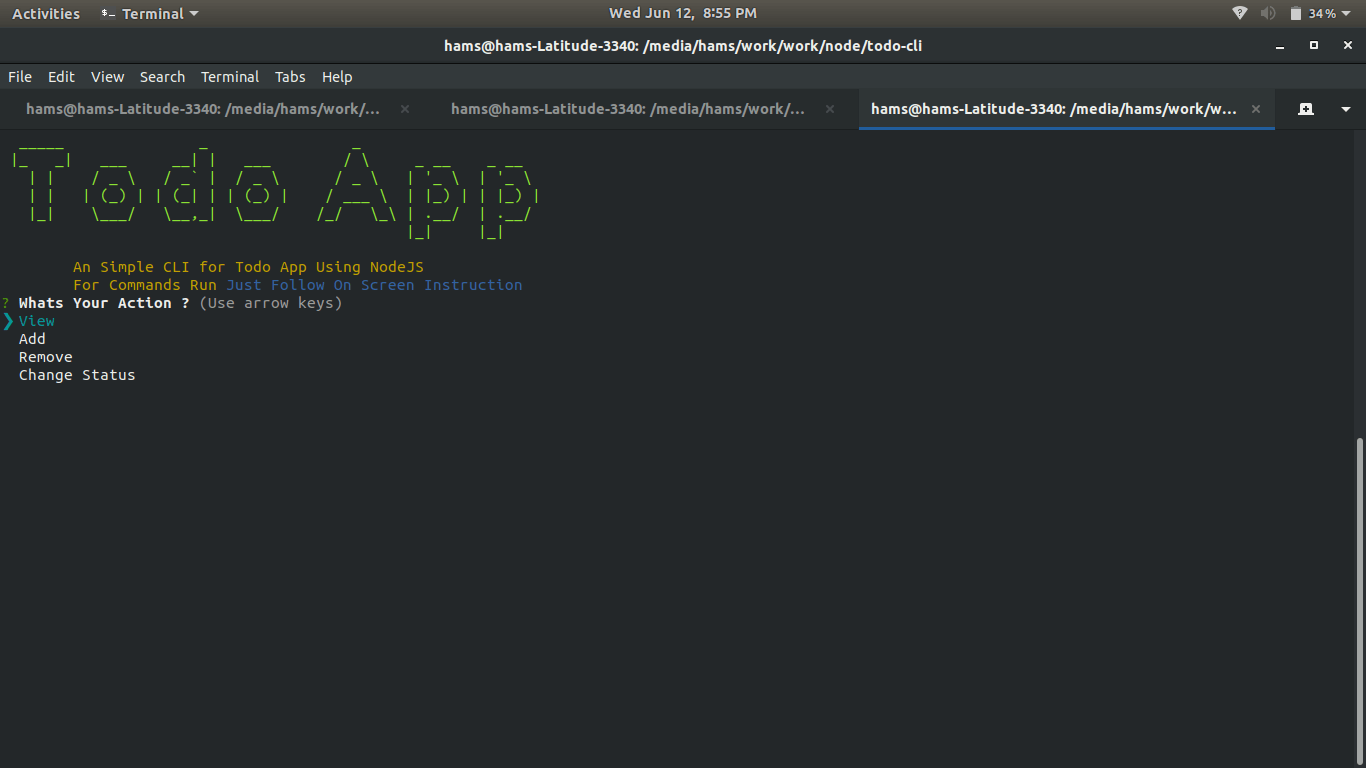 Activities Terminal Wed Jun 12, 8:55 PM 34%
hams@hams-Latitude-3340: /media/hams/work/work/node/todo-cli
File Edit View Search Terminal Tabs Help
hams@hams-Latitude-3340: /media/hams/work/... hams@hams-Latitude-3340: /media/hams/work/... hams@hams-Latitude-3340: /media/hams/work/w...
Todo App
An Simple CLI for Todo App Using NodeJS
For Commands Run Just Follow On Screen Instruction
? Whats Your Action ? (Use arrow keys)
❯ View
Add
Remove
Change Status